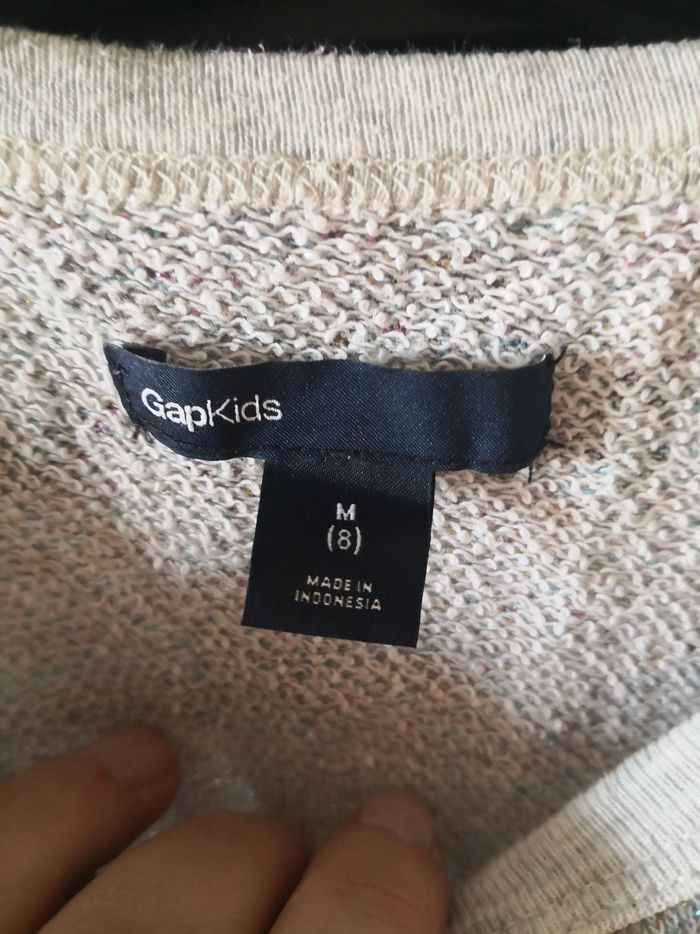 GapKids
M
(8)
MADE IN
INDONESIA